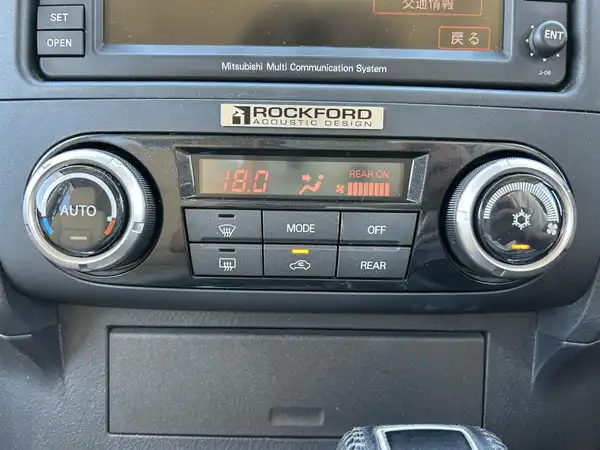 交通情報
SET
OPEN
戻る
ENT
Mitsubishi Multi Communication System
J-06
ROCKFORD
ACOUSTIC DESIGN
18.0
REAR ON
AUTO
MODE
OFF
REAR